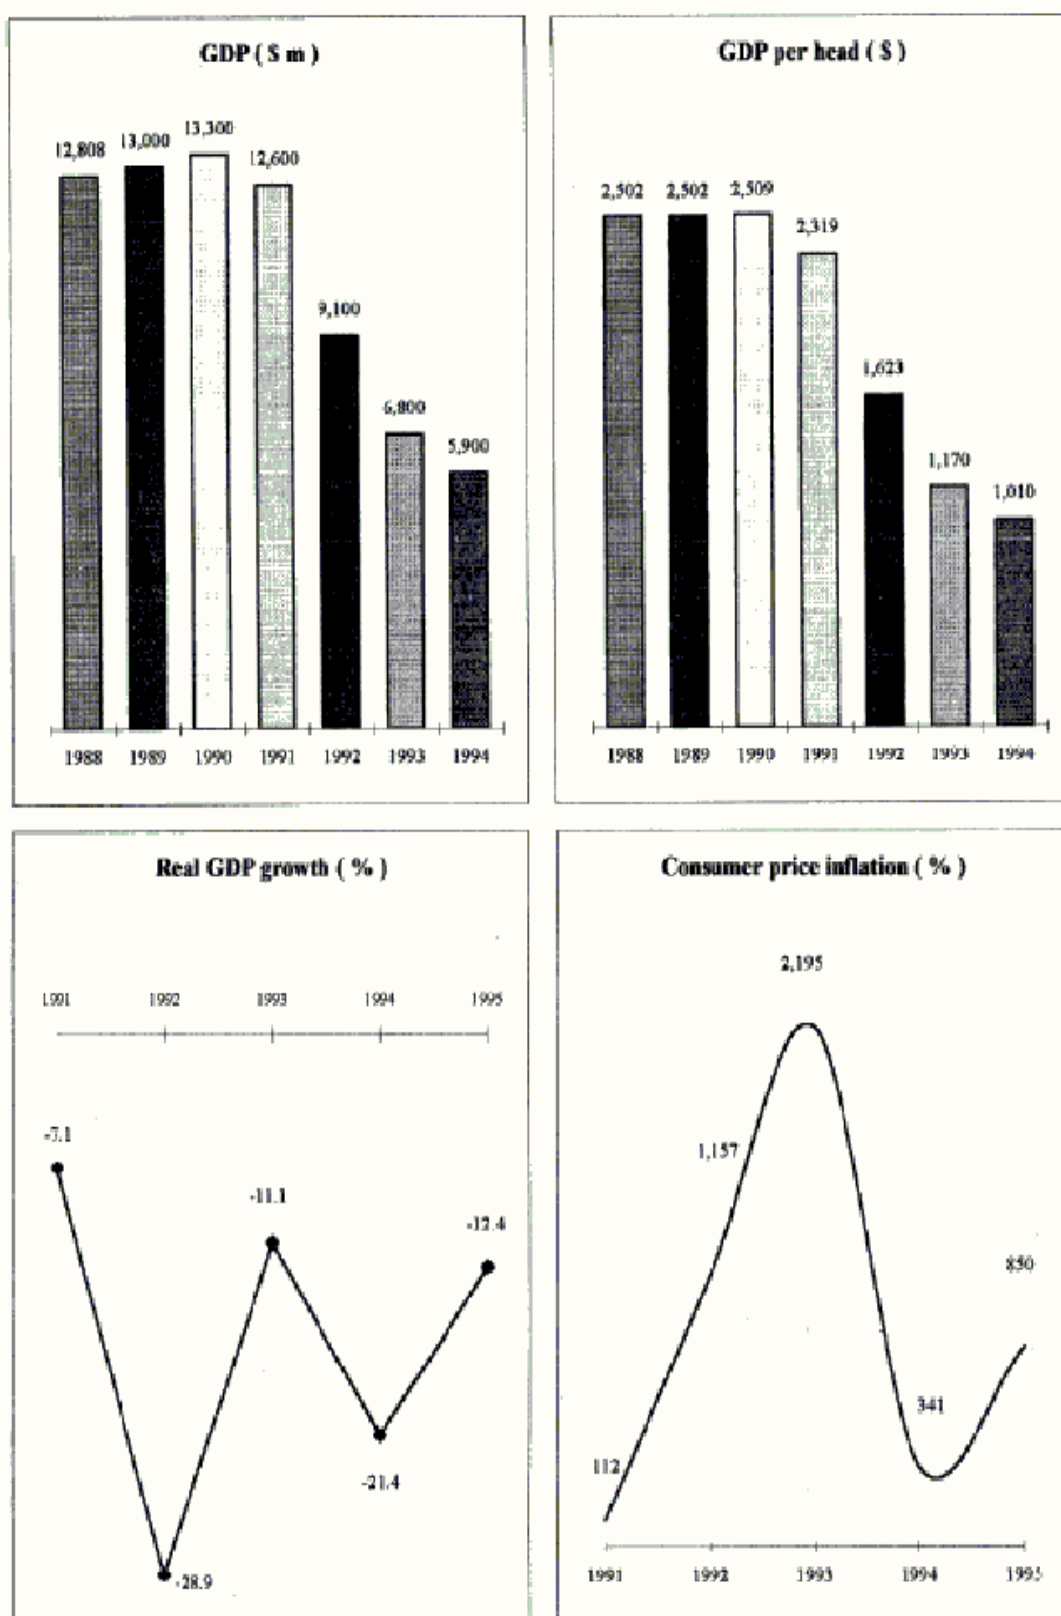 GDP ( $ m )
13,300
13,000
12,808
12,600
9,100
6,800
5,900
1988 1989 1990 1991 1992 1993 1994
GDP per head ( $ )
2,502 2,502 2,509
2,319
1,623
1,170
1,010
1988 1989 1990 1991 1992 1993 1994
Real GDP growth ( % )
1991 1992 1993 1994 1995
-7.1
-11.1
-12.4
-21.4
-28.9
Consumer price inflation ( % )
2,195
1,157
850
341
112
1991 1992 1993 1994 1995